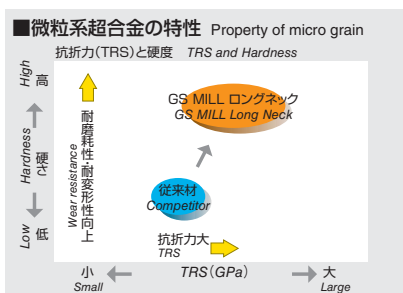 ■微粒系超合金の特性 Property of micro grain
抗折力(TRS)と硬度 TRS and Hardness
High
高
Hardness
硬さ
Low
低
耐磨耗性・耐変形性向上
Wear resistance
GS MILL ロングネック
GS MILL Long Neck
従来材
Competitor
抗折力大
TRS
小
Small
TRS(GPa)
大
Large